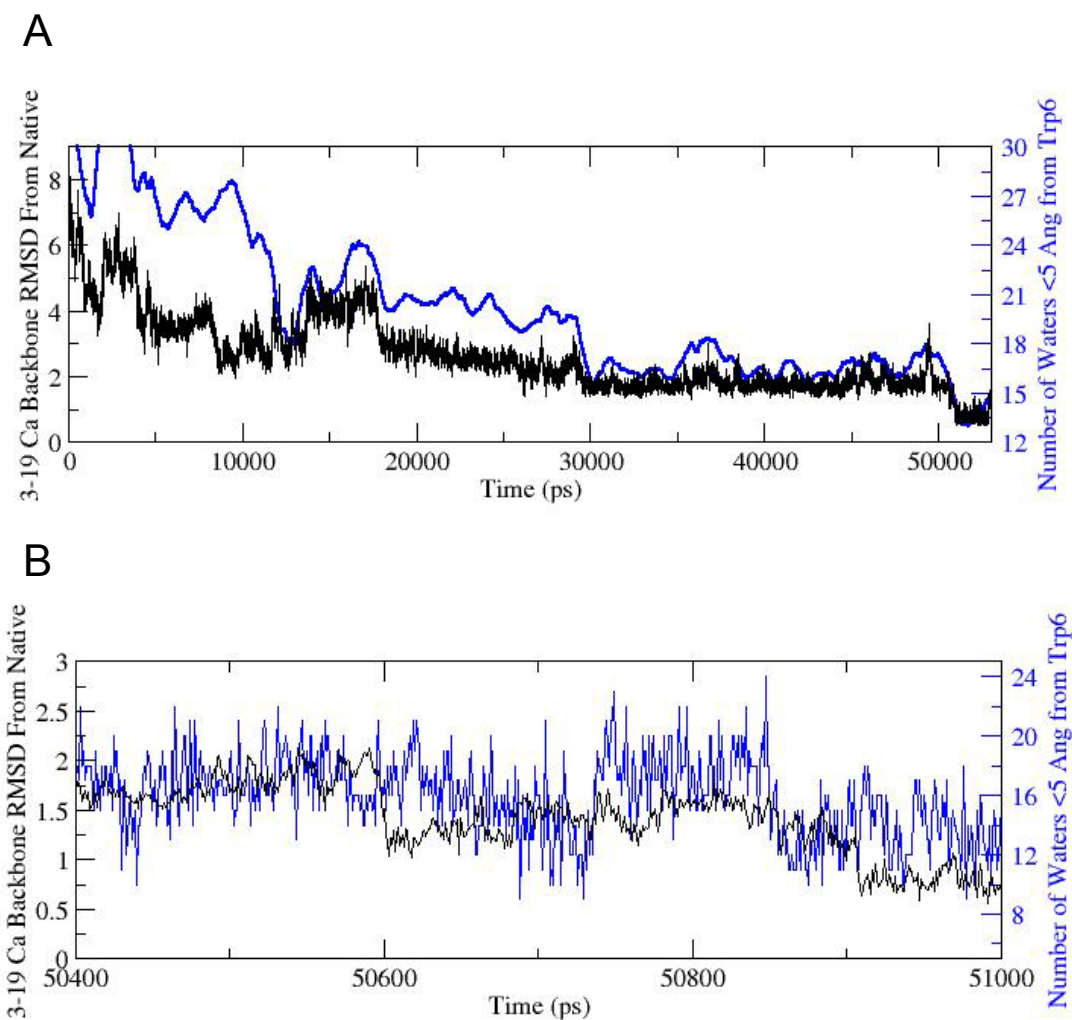 A
3-19 Ca Backbone RMSD From Native
8
6
4
2
0
30
27
24
21
18
15
12
Number of Waters <5 Ang from Trp6
0 10000 20000 30000 40000 50000
Time (ps)
B
3-19 Ca Backbone RMSD From Native
3
2.5
2
1.5
1
0.5
0
24
20
16
12
8
Number of Waters <5 Ang from Trp6
50400 50600 50800 51000
Time (ps)